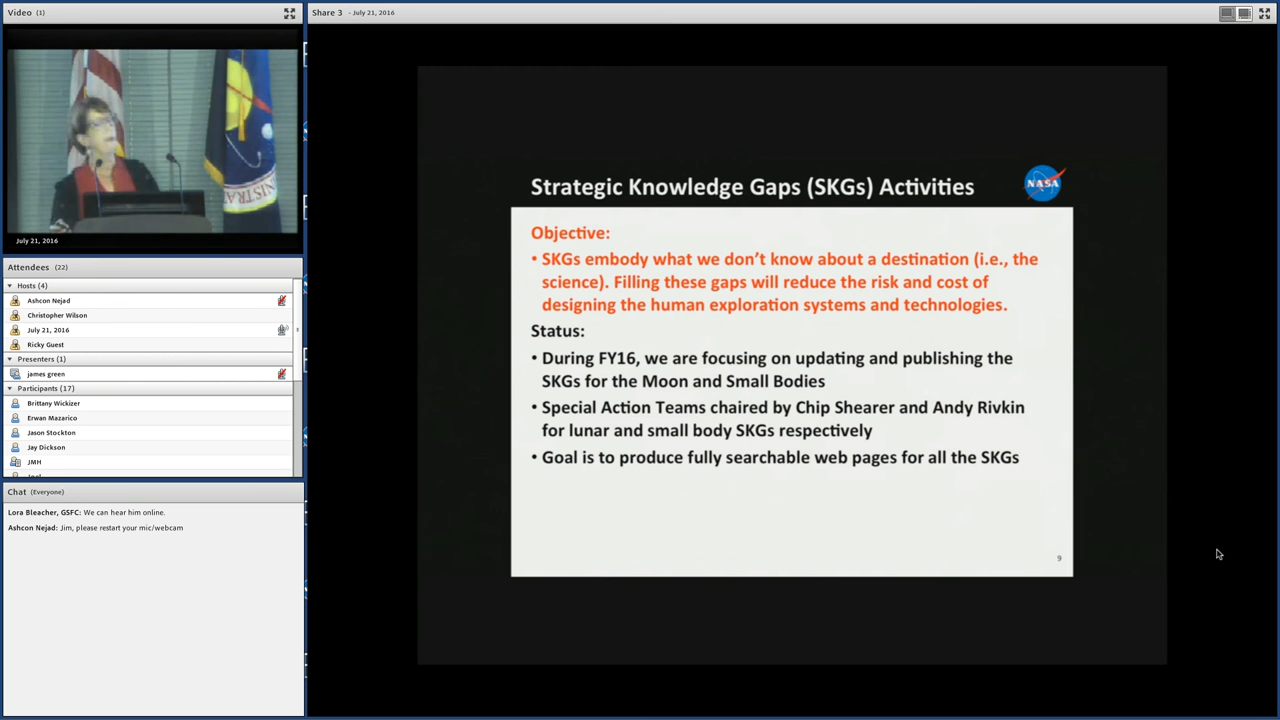 Video (1)
Share 3 - July 21, 2016
July 21, 2016
Attendees (22)
Hosts (4)
Ashcon Nejad
Christopher Wilson
July 21, 2016
Ricky Guest
Presenters (1)
james green
Participants (17)
Brittany Wickizer
Erwan Mazarico
Jason Stockton
Jay Dickson
JMH
Chat (Everyone)
Lora Bleacher, GSFC: We can hear him online.
Ashcon Nejad: Jim, please restart your mic/webcam
Strategic Knowledge Gaps (SKGs) Activities
NASA
Objective:
• SKGs embody what we don't know about a destination (i.e., the
science). Filling these gaps will reduce the risk and cost of
designing the human exploration systems and technologies.
Status:
• During FY16, we are focusing on updating and publishing the
SKGs for the Moon and Small Bodies
• Special Action Teams chaired by Chip Shearer and Andy Rivkin
for lunar and small body SKGs respectively
• Goal is to produce fully searchable web pages for all the SKGs
9